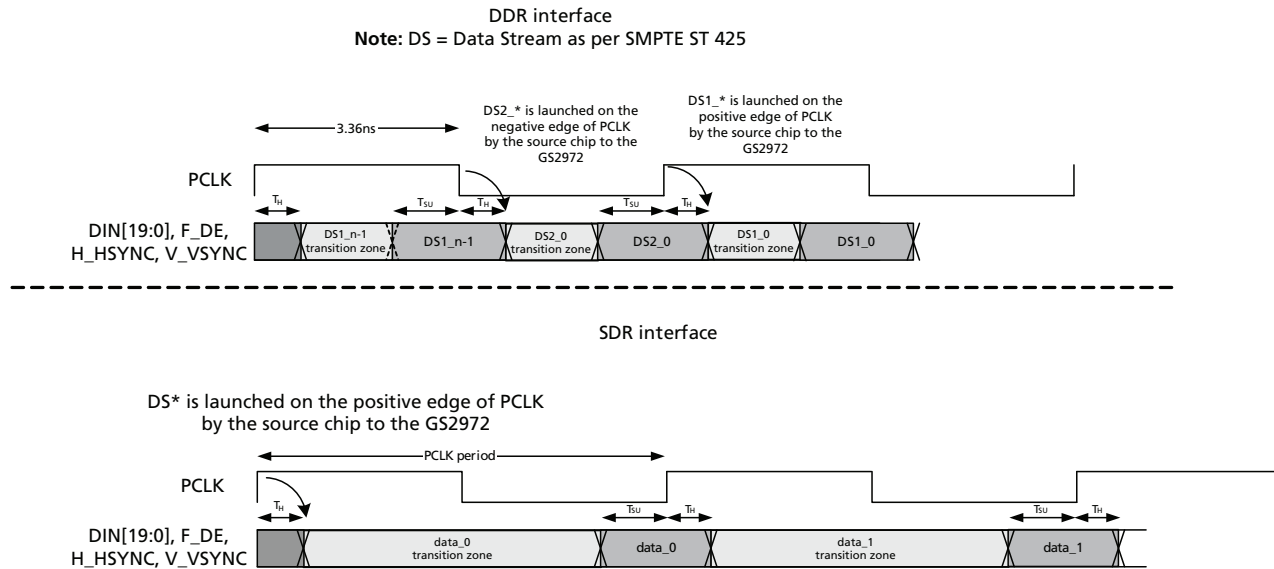 DDR interface
Note: DS = Data Stream as per SMPTE ST 425
DS2_* is launched on the
negative edge of PCLK
by the source chip to the
GS2972
DS1_* is launched on the
positive edge of PCLK
by the source chip to the
GS2972
3.36ns
PCLK
TH
TSU
TH
TSU
TH
DIN[19:0], F_DE,
H_HSYNC, V_VSYNC
DS1_n-1
transition zone
DS1_n-1
DS2_0
transition zone
DS2_0
DS1_0
transition zone
DS1_0
SDR interface
DS* is launched on the positive edge of PCLK
by the source chip to the GS2972
PCLK period
PCLK
TH
TSU
TH
TSU
TH
DIN[19:0], F_DE,
H_HSYNC, V_VSYNC
data_0
transition zone
data_0
data_1
transition zone
data_1